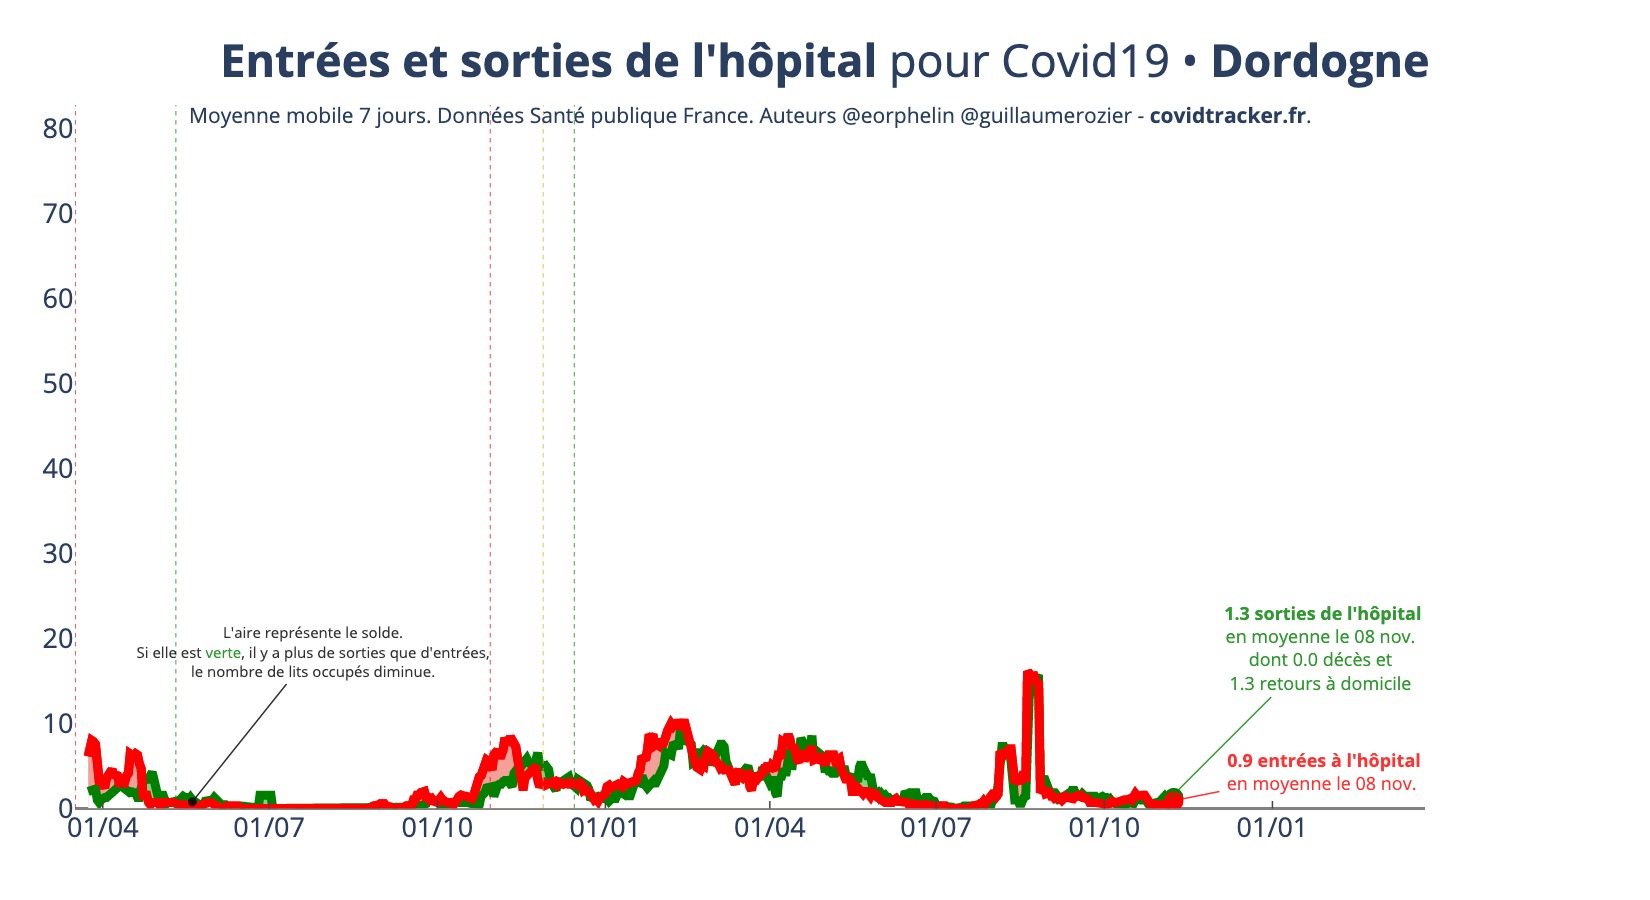 Entrées et sorties de l'hôpital pour Covid19 • Dordogne
Moyenne mobile 7 jours. Données Santé publique France. Auteurs @eorphelin @guillaumerozier - covidtracker.fr.
80
70
60
50
40
30
20
10
0
L'aire représente le solde.
Si elle est verte, il y a plus de sorties que d'entrées,
le nombre de lits occupés diminue.
1.3 sorties de l'hôpital
en moyenne le 08 nov.
dont 0.0 décès et
1.3 retours à domicile
0.9 entrées à l'hôpital
en moyenne le 08 nov.
01/04 01/07 01/10 01/01 01/04 01/07 01/10 01/01